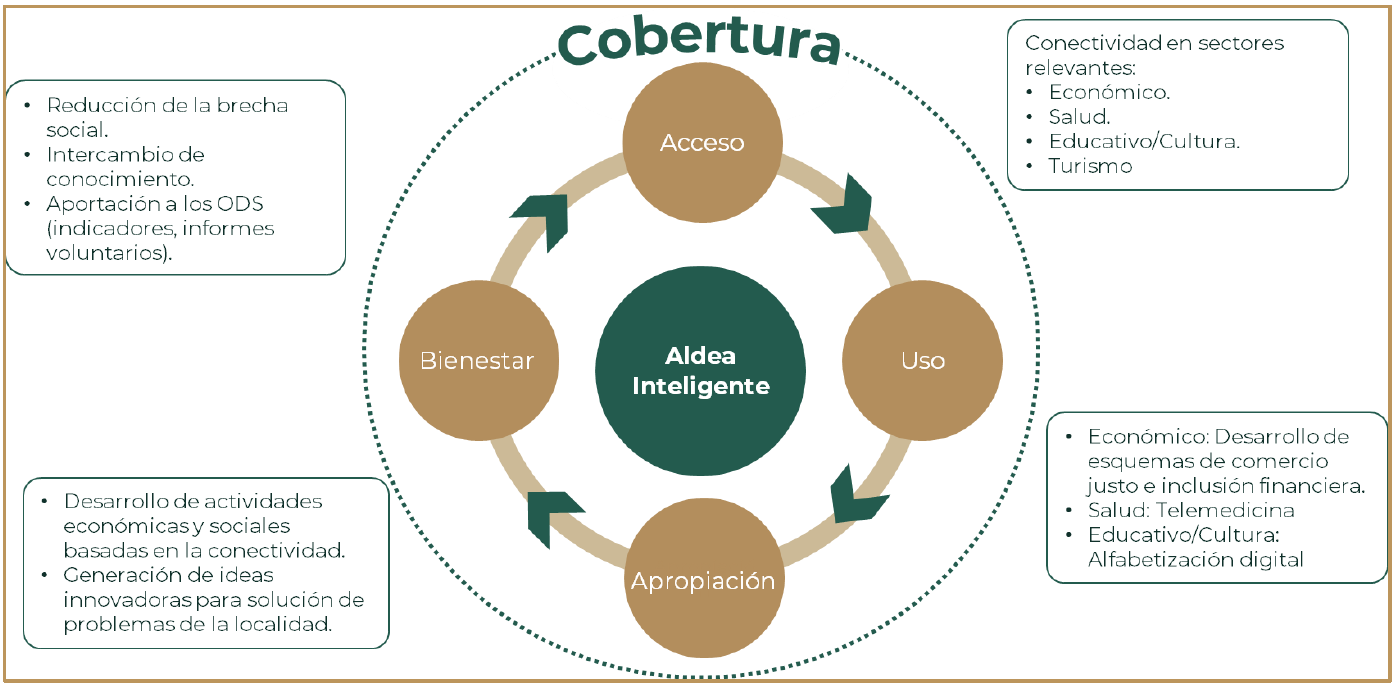 Cobertura
Conectividad en sectores
relevantes:
• Económico.
• Salud.
• Educativo/Cultura.
• Turismo
• Reducción de la brecha
social.
• Intercambio de
conocimiento.
• Aportación a los ODS
(indicadores, informes
voluntarios).
Acceso
Bienestar
Aldea
Inteligente
Uso
Apropiación
• Económico: Desarrollo de
esquemas de comercio
justo e inclusión financiera.
• Salud: Telemedicina
• Educativo/Cultura:
Alfabetización digital
• Desarrollo de actividades
económicas y sociales
basadas en la conectividad.
• Generación de ideas
innovadoras para solución de
problemas de la localidad.